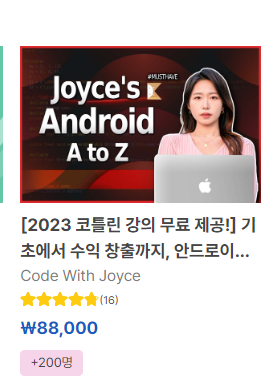 #MUSTHAVE
Joyce's
Android
A to Z
[2023 코틀린 강의 무료 제공!] 기
초에서 수익 창출까지, 안드로이...
Code With Joyce
(16)
₩88,000
+200명